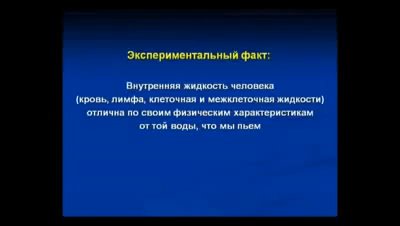 Экспериментальный факт:
Внутренняя жидкость человека
(кровь, лимфа, клеточная и межклеточная жидкости)
отлична по своим физическим характеристикам
от той воды, что мы пьем